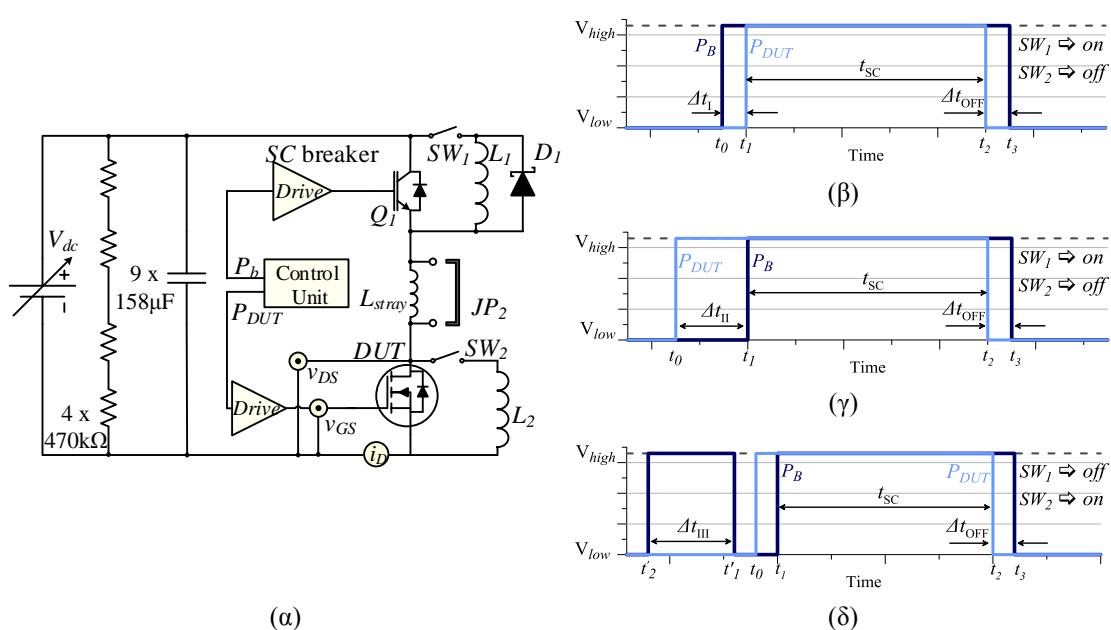 SC breaker
SW1
L1
D1
Drive
Q1
Vdc
+
-
9 x
158μF
Pb
Control
Unit
PDUT
Lstray
JP2
DUT
SW2
vDS
Drive
vGS
L2
4 x
470kΩ
iD
(α)
Vhigh
PB
PDUT
SW1 ⇨ on
SW2 ⇨ off
tSC
ΔtI
ΔtOFF
Vlow
t0
t1
t2
t3
Time
(β)
Vhigh
PDUT
PB
SW1 ⇨ on
SW2 ⇨ off
tSC
ΔtII
ΔtOFF
Vlow
t0
t1
t2
t3
Time
(γ)
Vhigh
PB
PDUT
SW1 ⇨ off
SW2 ⇨ on
tSC
ΔtIII
ΔtOFF
Vlow
t'2
t'1
t0
t1
t2
t3
Time
(δ)